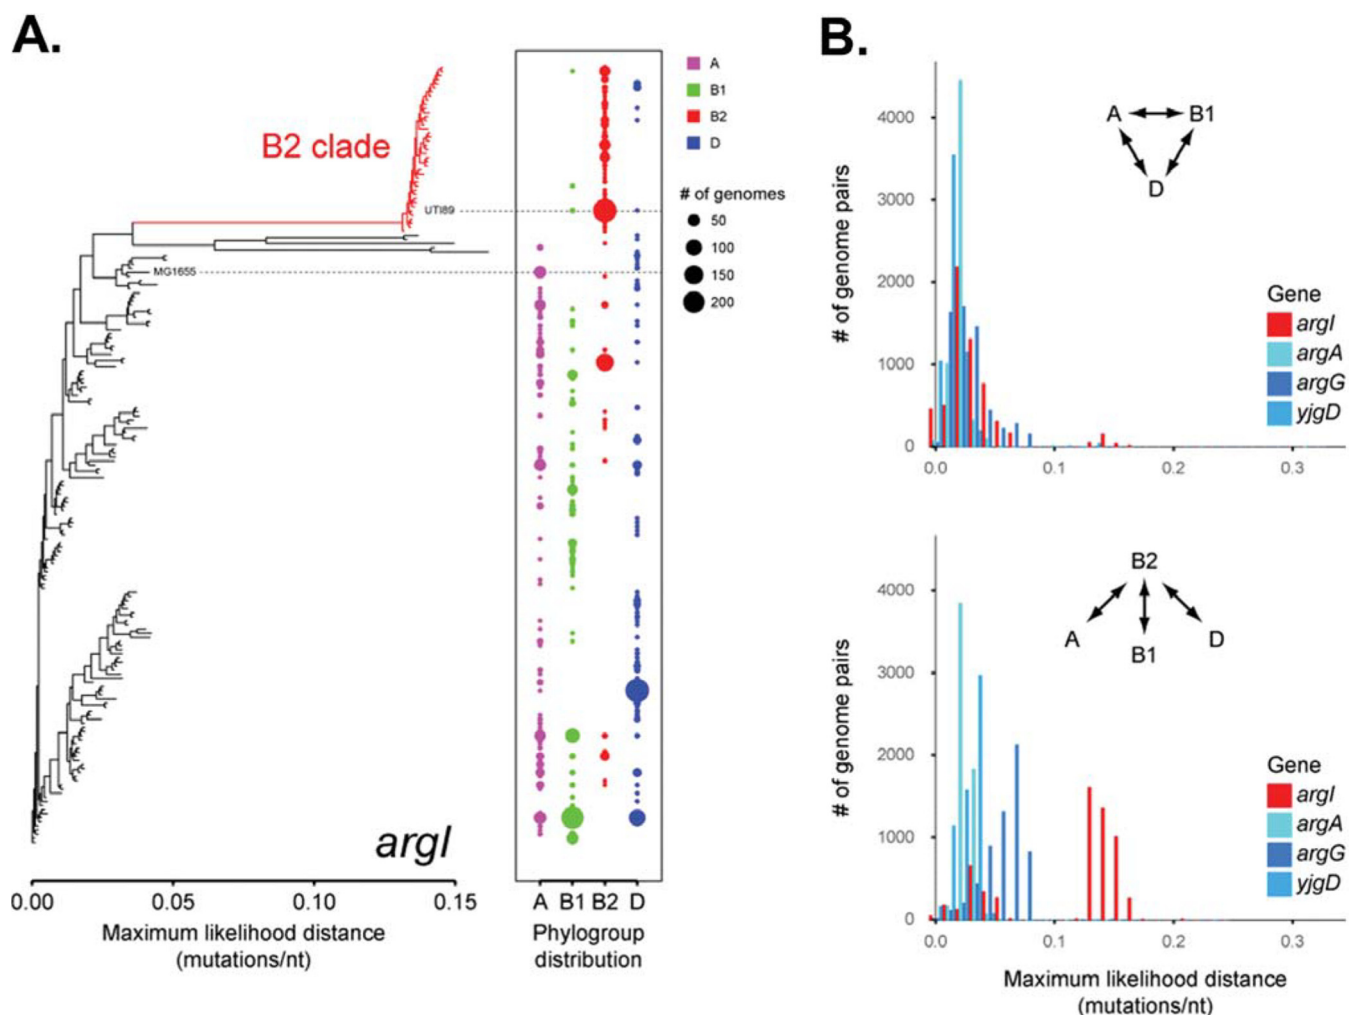 A.
B2 clade
UTI89
MG1655
argI
0.00 0.05 0.10 0.15
Maximum likelihood distance
(mutations/nt)
A B1 B2 D
Phylogroup
distribution
A
B1
B2
D
# of genomes
50
100
150
200
B.
# of genome pairs
4000
3000
2000
1000
0
0.0 0.1 0.2 0.3
A B1
D
Gene
argI
argA
argG
yjgD
# of genome pairs
4000
3000
2000
1000
0
0.0 0.1 0.2 0.3
B2
A B1 D
Gene
argI
argA
argG
yjgD
Maximum likelihood distance
(mutations/nt)